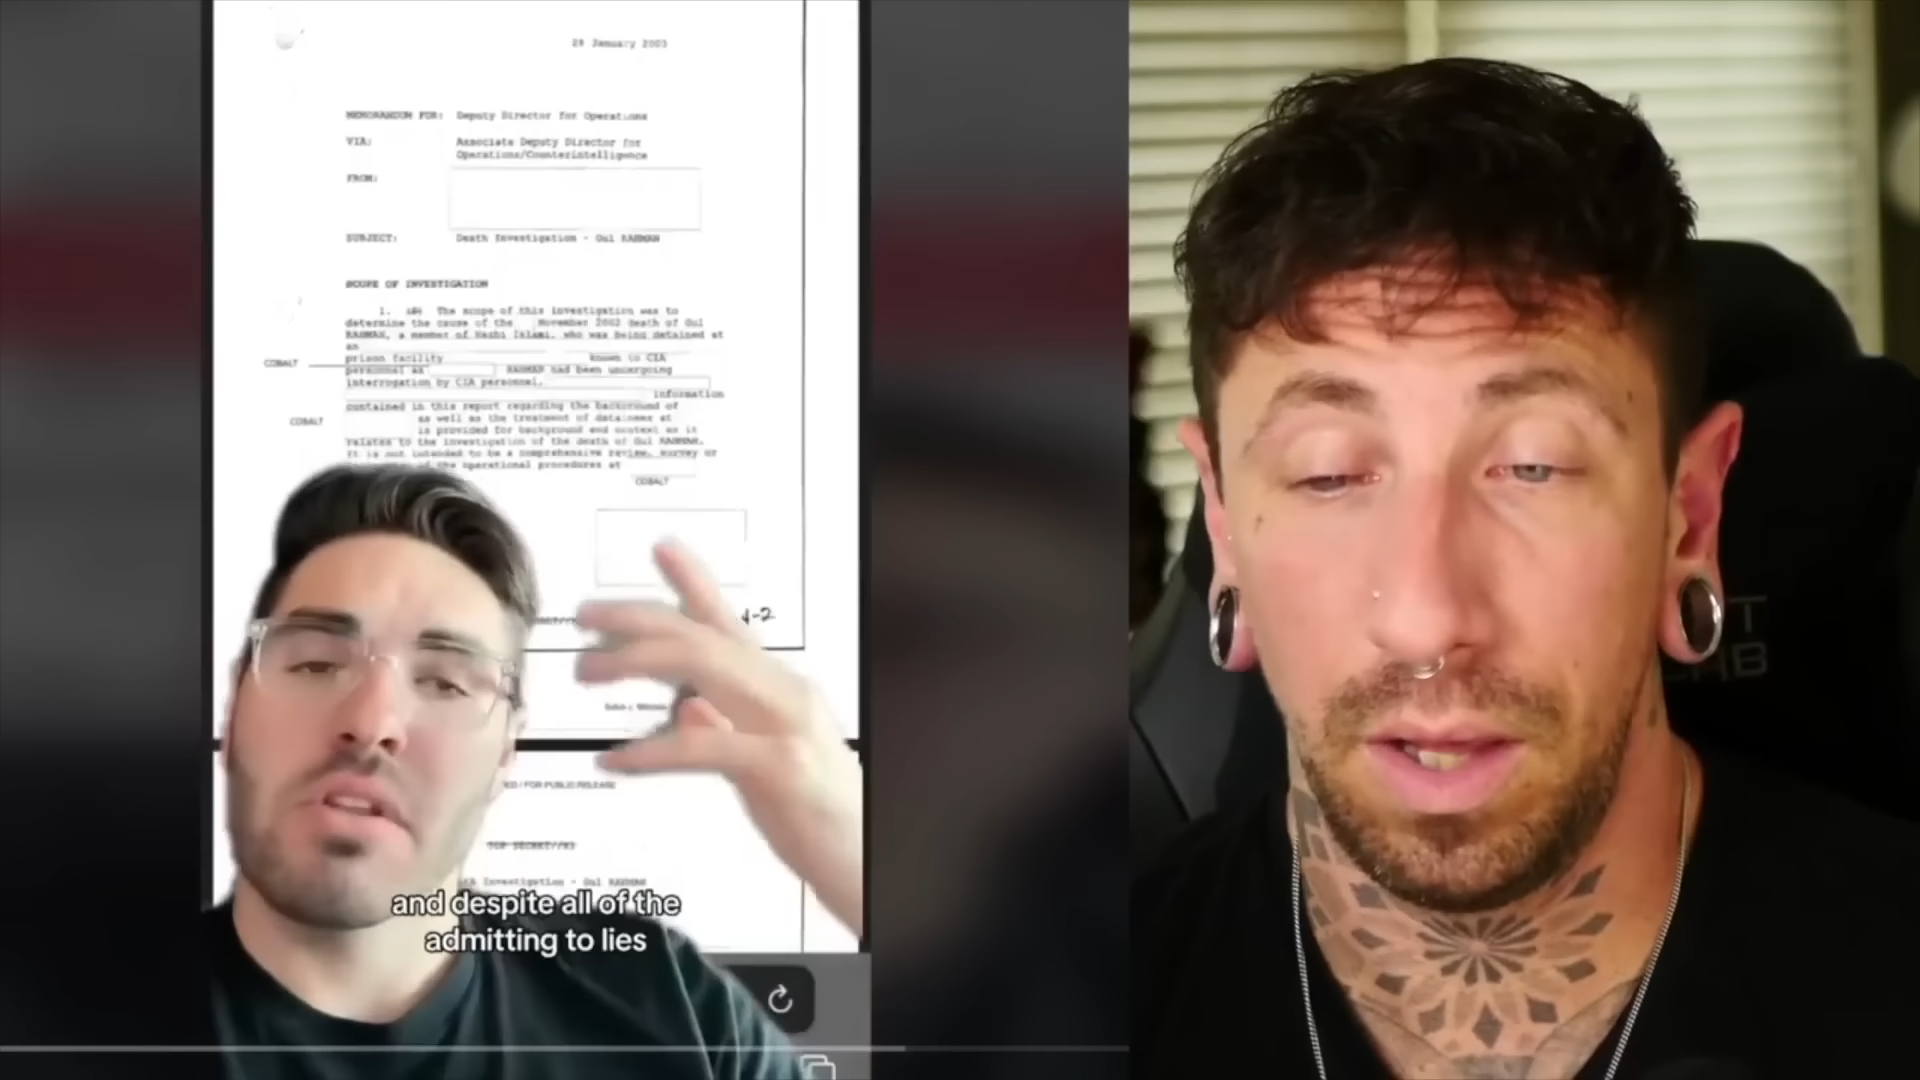 28 January 2003
MEMORANDUM FOR: Deputy Director for Operations
VIA: Associate Deputy Director for
Operations/Counterintelligence
FROM:
SUBJECT: Death Investigation - Gul RAHMAN
SCOPE OF INVESTIGATION
1. The scope of this investigation was to
determine the cause of the November 2002 death of Gul
RAHMAN, a member of Hezbi Islami, who was being detained at
an
prison facility known to CIA
COBALT
personnel as RAHMAN had been undergoing
interrogation by CIA personnel.
information
contained in this report regarding the background of
COBALT as well as the treatment of detainees at
is provided for background and context as it
relates to the investigation of the death of Gul RAHMAN.
It is not intended to be a comprehensive review, survey or
of the operational procedures at
COBALT
-2
FOR PUBLIC RELEASE
TOP SECRET//
Investigation - Gul RAHMAN
and despite all of the
admitting to lies